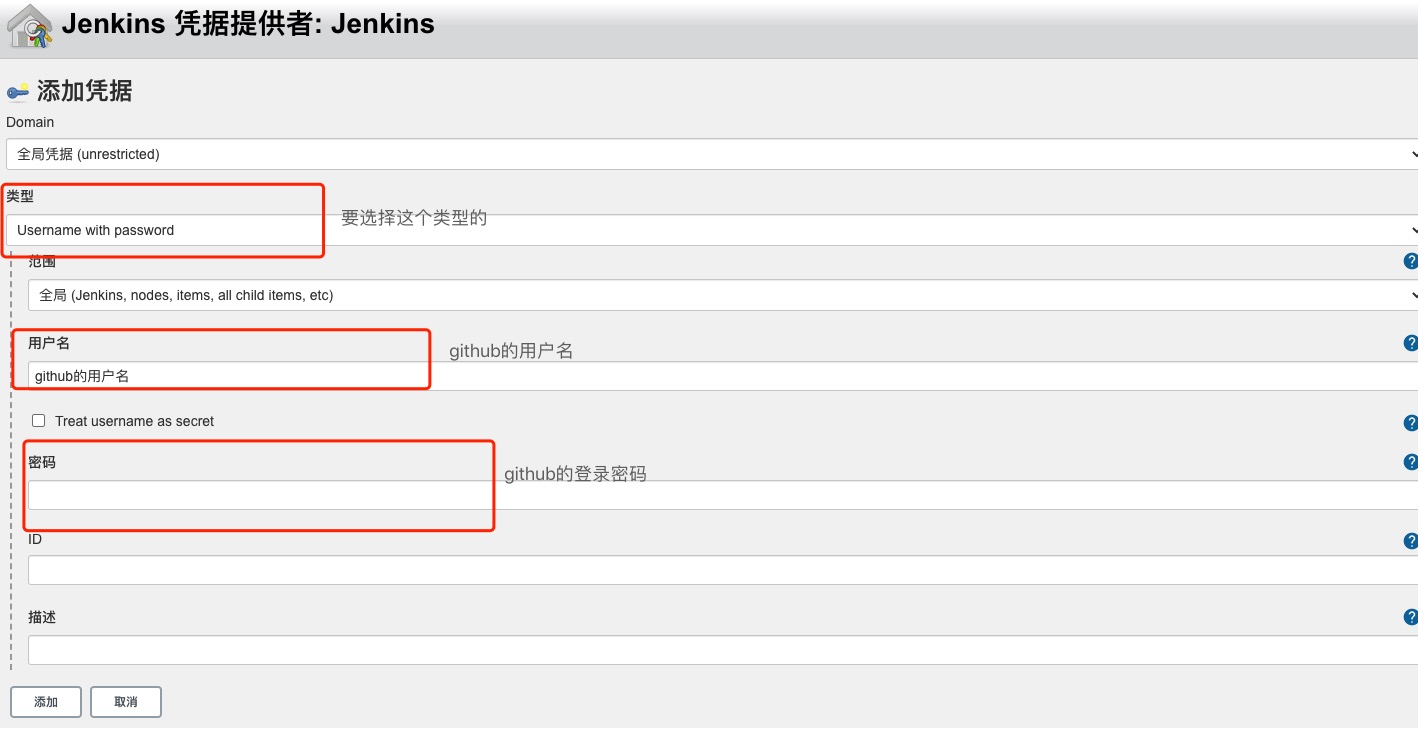 Jenkins 凭据提供者: Jenkins
添加凭据
Domain
全局凭据 (unrestricted)
类型
要选择这个类型的
Username with password
范围
?
全局 (Jenkins, nodes, items, all child items, etc)
用户名
github的用户名
?
github的用户名
Treat username as secret
?
密码
github的登录密码
?
ID
?
描述
?
添加
取消